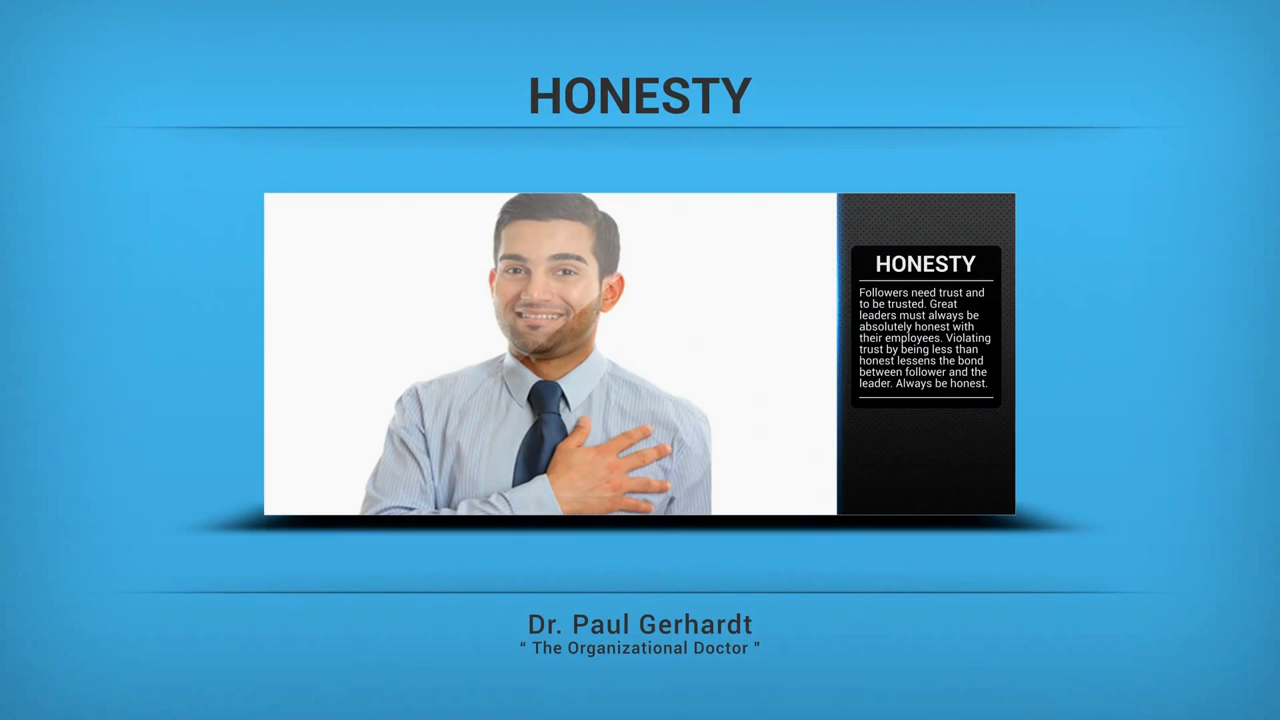 HONESTY
HONESTY
Followers need trust and
to be trusted. Great
leaders must always be
absolutely honest with
their employees. Violating
trust by being less than
honest lessens the bond
between follower and the
leader. Always be honest.
Dr. Paul Gerhardt
“ The Organizational Doctor "